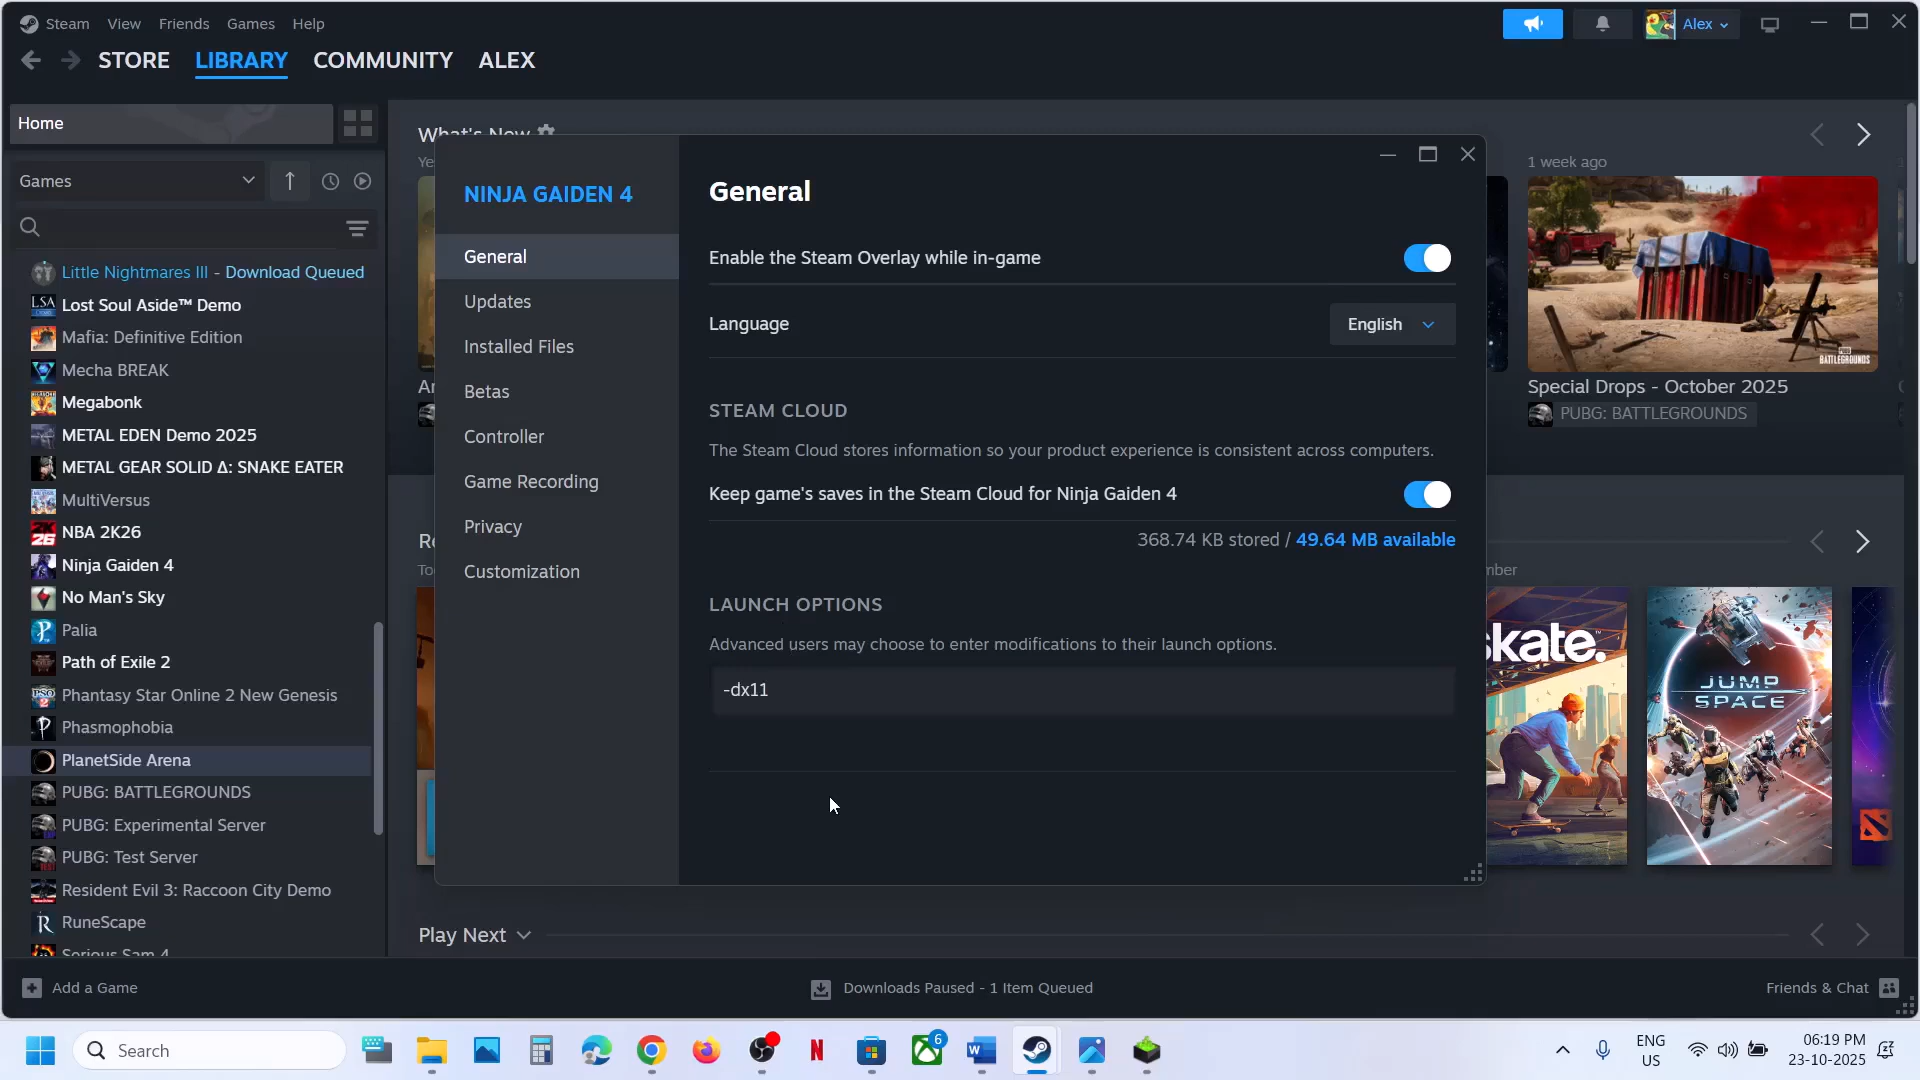 Steam View Friends Games Help
Alex
STORE LIBRARY COMMUNITY ALEX
Home
Games
Little Nightmares III - Download Queued
Lost Soul Aside™ Demo
Mafia: Definitive Edition
Mecha BREAK
Megabonk
METAL EDEN Demo 2025
METAL GEAR SOLID Δ: SNAKE EATER
MultiVersus
NBA 2K26
Ninja Gaiden 4
No Man's Sky
Palia
Path of Exile 2
Phantasy Star Online 2 New Genesis
Phasmophobia
PlanetSide Arena
PUBG: BATTLEGROUNDS
PUBG: Experimental Server
PUBG: Test Server
Resident Evil 3: Raccoon City Demo
RuneScape
Serious Sam 4
What's New
1 week ago
BATTLEGROUNDS
Special Drops - October 2025
PUBG: BATTLEGROUNDS
NINJA GAIDEN 4
General
Updates
Installed Files
Betas
Controller
Game Recording
Privacy
Customization
General
Enable the Steam Overlay while in-game
Language
English
STEAM CLOUD
The Steam Cloud stores information so your product experience is consistent across computers.
Keep game's saves in the Steam Cloud for Ninja Gaiden 4
368.74 KB stored / 49.64 MB available
LAUNCH OPTIONS
Advanced users may choose to enter modifications to their launch options.
-dx11
skate.
JUMP
SPACE
Play Next
Add a Game
Downloads Paused - 1 Item Queued
Friends & Chat
Search
6
ENG
US
06:19 PM
23-10-2025